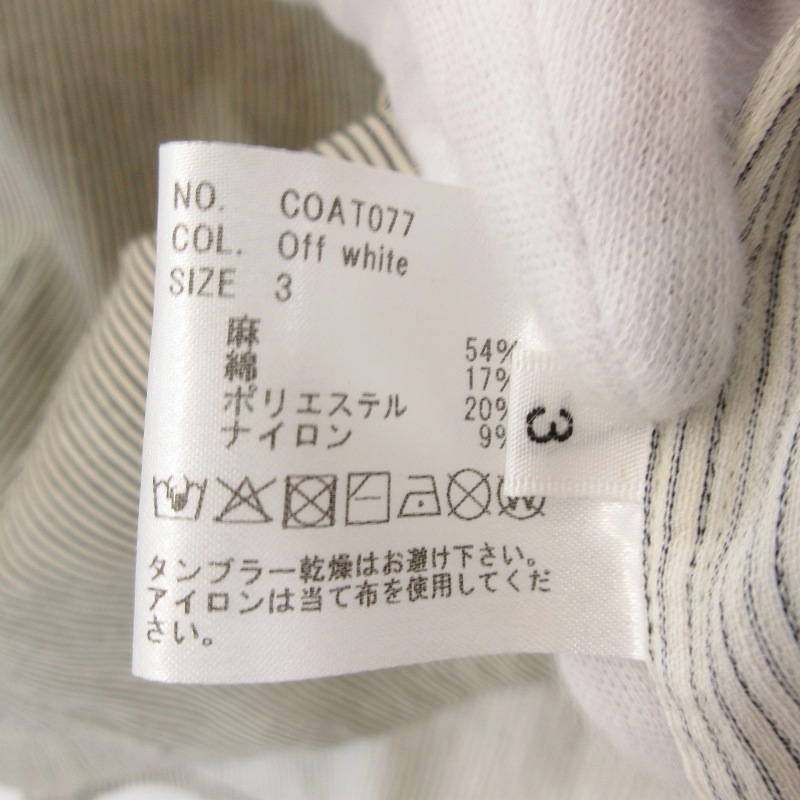 NO. COAT077
COL. Off white
SIZE 3
麻 54%
綿 17%
ポリエステル 20%
ナイロン 9%
3
タンブラー乾燥はお避け下さい。
アイロンは当て布を使用してくだ
さい。